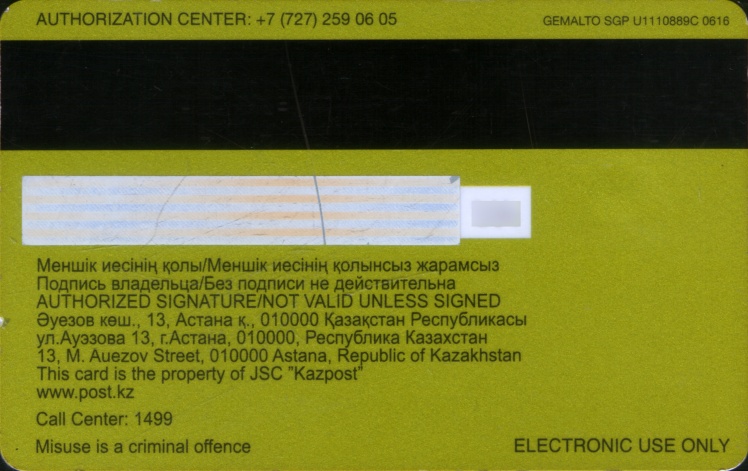 AUTHORIZATION CENTER: +7 (727) 259 06 05
GEMALTO SGP U1110889C 0616
Меншік иесінің қолы/Меншік иесінің қолынсыз жарамсыз
Подпись владельца/Без подписи не действительна
AUTHORIZED SIGNATURE/NOT VALID UNLESS SIGNED
Әуезов көш., 13, Астана қ., 010000 Қазақстан Республикасы
ул.Ауэзова 13, г.Астана, 010000, Республика Казахстан
13, M. Auezov Street, 010000 Astana, Republic of Kazakhstan
This card is the property of JSC "Kazpost"
www.post.kz
Call Center: 1499
Misuse is a criminal offence
ELECTRONIC USE ONLY